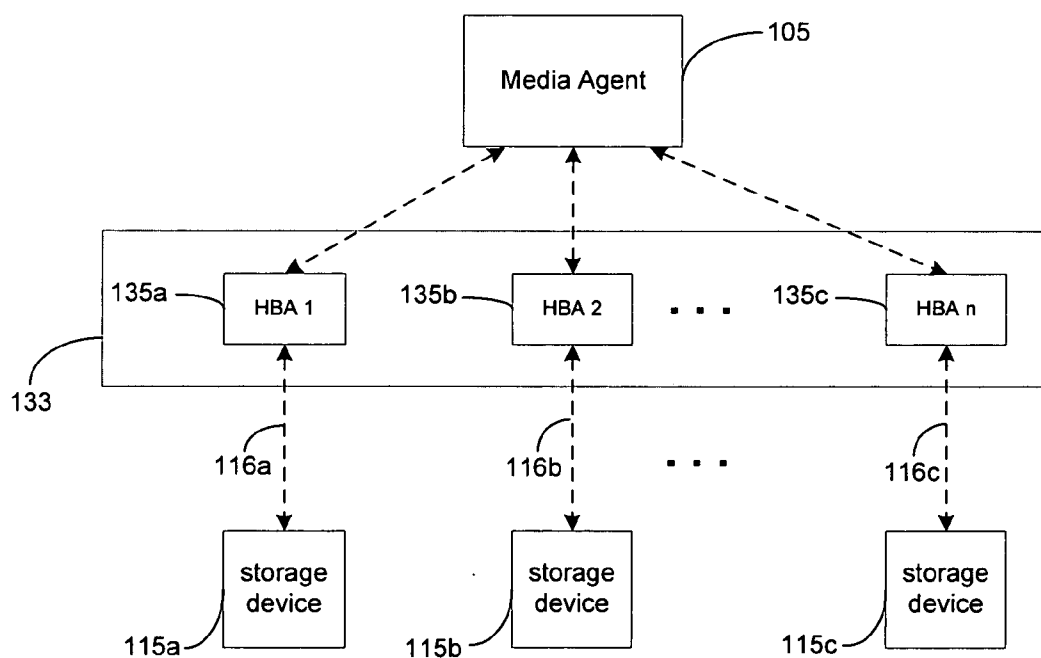 105
Media Agent
135a
HBA 1
135b
HBA 2
. . .
135c
HBA n
133
116a
116b
. . .
116c
storage
device
storage
device
storage
device
115a
115b
115c